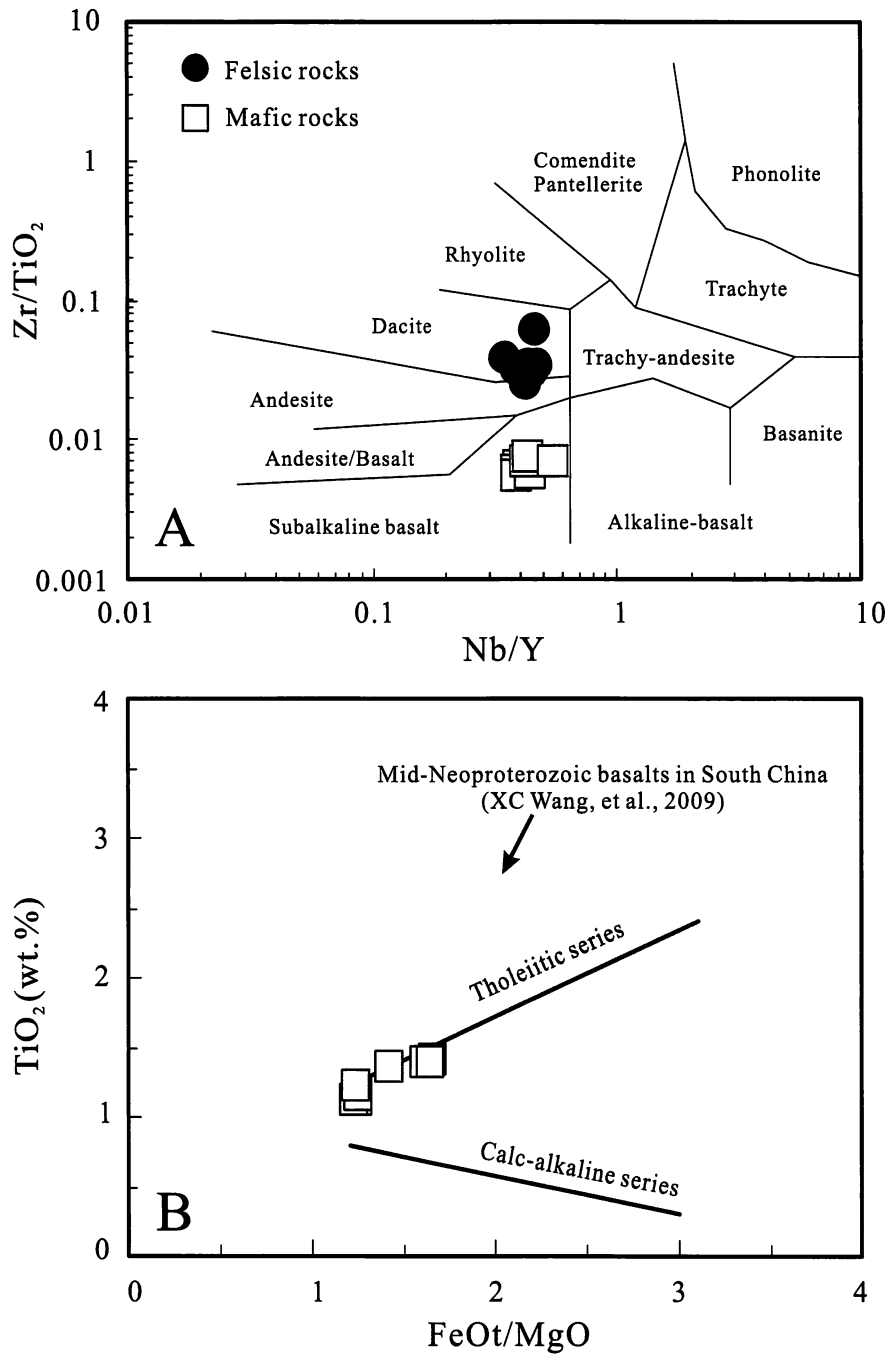 10
Felsic rocks
Mafic rocks
1
Comendite
Pantellerite
Phonolite
Zr/TiO₂
Rhyolite
0.1
Trachyte
Dacite
Trachy-andesite
Andesite
0.01
Basanite
Andesite/Basalt
A
Subalkaline basalt
Alkaline-basalt
0.001
0.01
0.1
1
10
Nb/Y
4
Mid-Neoproterozoic basalts in South China
(XC Wang, et al., 2009)
3
TiO₂(wt.%)
Tholeiitic series
2
1
Calc-alkaline series
B
0
0
1
2
3
4
FeOt/MgO